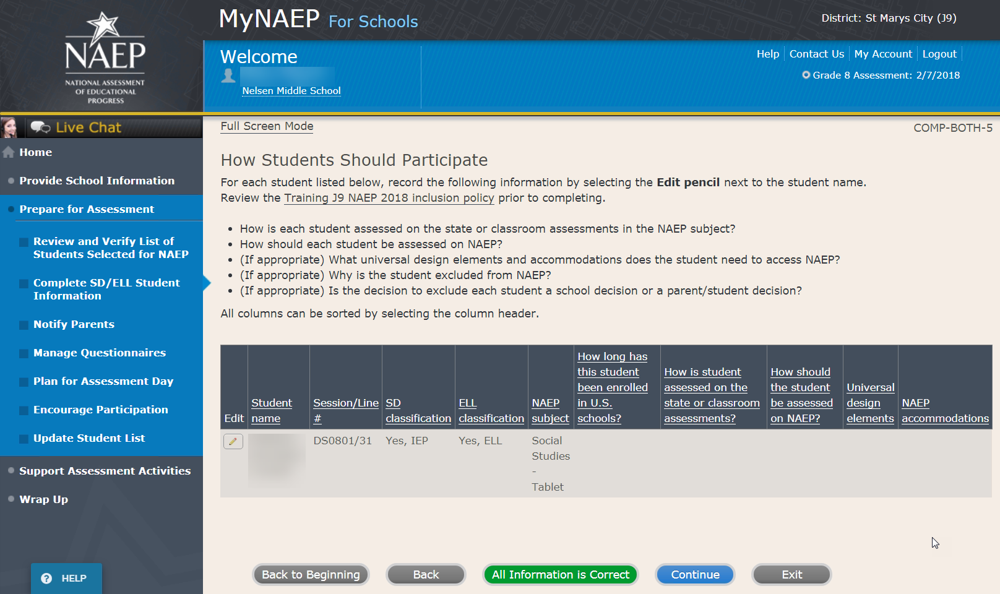 MyNAEP For Schools
District: St Marys City (J9)
NAEP
NATIONAL ASSESSMENT
OF EDUCATIONAL
PROGRESS
Welcome
Nelsen Middle School
Help
Contact Us
My Account
Logout
Grade 8 Assessment: 2/7/2018
Live Chat
Home
Provide School Information
Prepare for Assessment
Review and Verify List of
Students Selected for NAEP
Complete SD/ELL Student
Information
Notify Parents
Manage Questionnaires
Plan for Assessment Day
Encourage Participation
Update Student List
Support Assessment Activities
Wrap Up
HELP
Full Screen Mode
COMP-BOTH-5
How Students Should Participate
For each student listed below, record the following information by selecting the Edit pencil next to the student name.
Review the Training J9 NAEP 2018 inclusion policy prior to completing.
• How is each student assessed on the state or classroom assessments in the NAEP subject?
• How should each student be assessed on NAEP?
• (If appropriate) What universal design elements and accommodations does the student need to access NAEP?
• (If appropriate) Why is the student excluded from NAEP?
• (If appropriate) Is the decision to exclude each student a school decision or a parent/student decision?
All columns can be sorted by selecting the column header.
Edit
Student
name
Session/Line
#
SD
classification
ELL
classification
NAEP
subject
How long has
this student
been enrolled
in U.S.
schools?
How is student
assessed on the
state or classroom
assessments?
How should
the student
be assessed
on NAEP?
Universal
design
elements
NAEP
accommodations
DS0801/31
Yes, IEP
Yes, ELL
Social
Studies
-
Tablet
Back to Beginning
Back
All Information is Correct
Continue
Exit